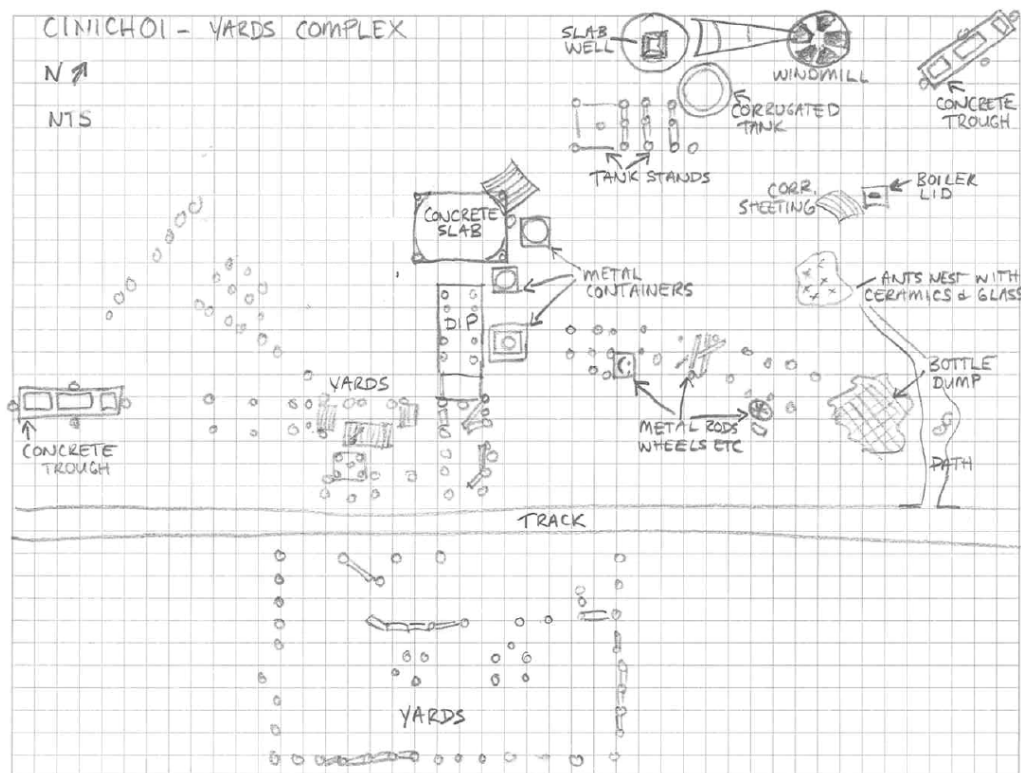 CINICHOI - YARDS COMPLEX
N
NTS
SLAB
WELL
WINDMILL
CORRUGATED
TANK
CONCRETE
TROUGH
TANK STANDS
CORR.
SHEETING
BOILER
LID
CONCRETE
SLAB
METAL
CONTAINERS
ANTS NEST WITH
CERAMICS & GLASS
DIP
YARDS
BOTTLE
DUMP
CONCRETE
TROUGH
METAL RODS
WHEELS ETC
PATH
TRACK
YARDS